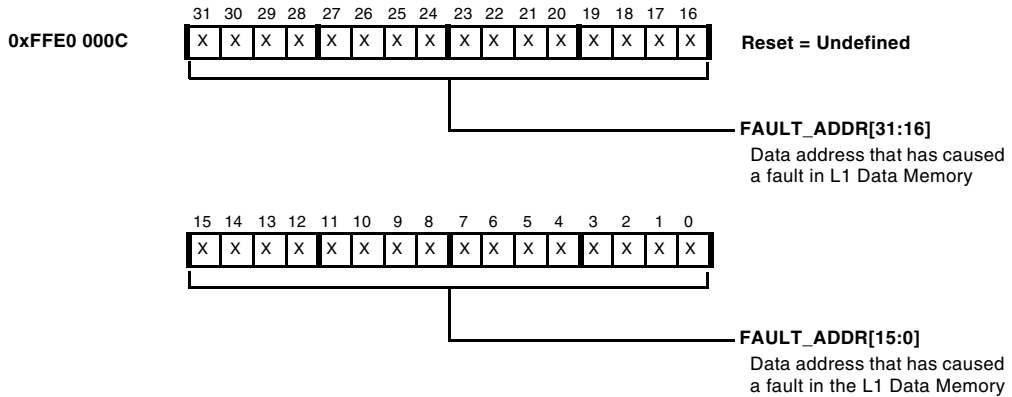 31 30 29 28 27 26 25 24 23 22 21 20 19 18 17 16
0xFFE0 000C X X X X X X X X X X X X X X X X Reset = Undefined
FAULT_ADDR[31:16]
Data address that has caused
a fault in L1 Data Memory
15 14 13 12 11 10 9 8 7 6 5 4 3 2 1 0
X X X X X X X X X X X X X X X X
FAULT_ADDR[15:0]
Data address that has caused
a fault in the L1 Data Memory